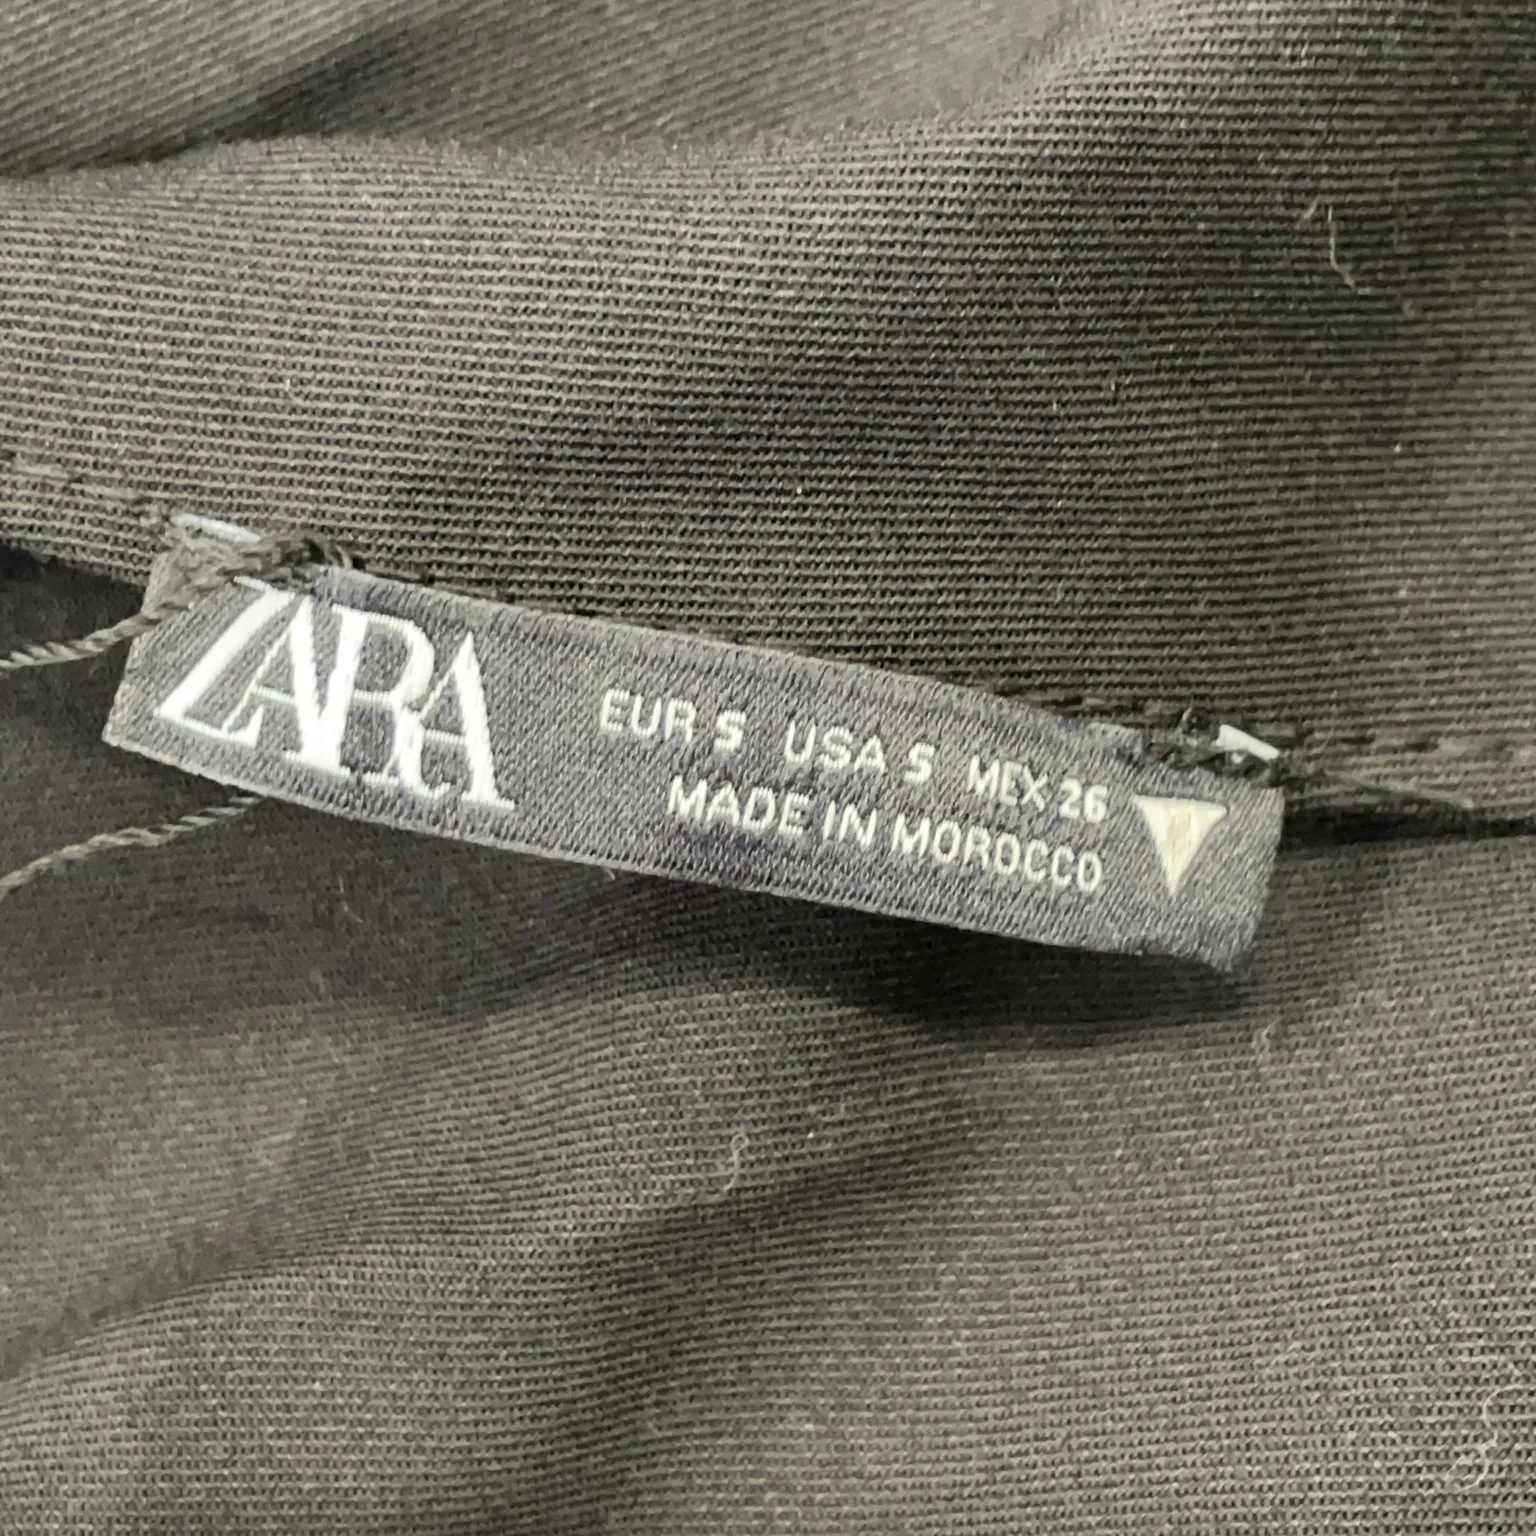 ZARA
EUR S USA S MEX 26
MADE IN MOROCCO